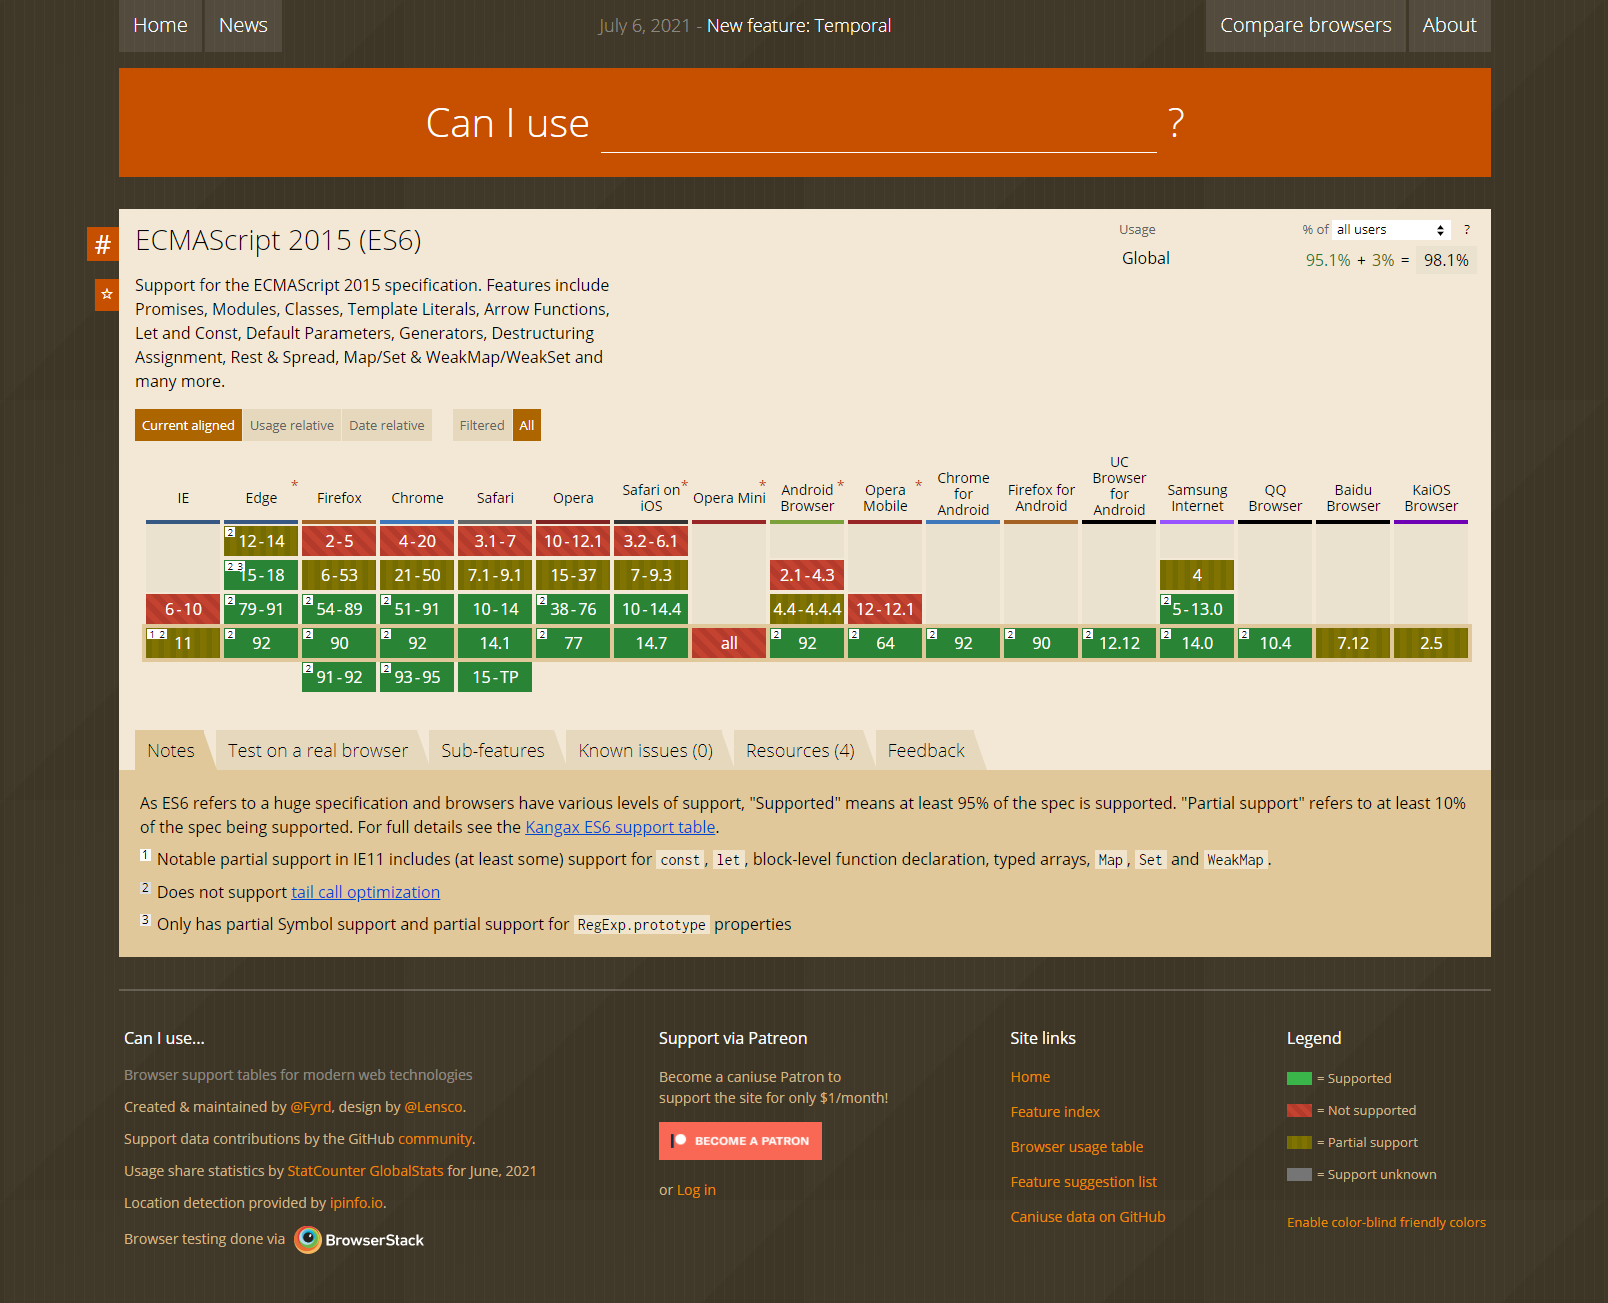 Home
News
July 6, 2021 - New feature: Temporal
Compare browsers
About
Can I use
?
#
☆
ECMAScript 2015 (ES6)
Usage
% of
all users
?
Global
95.1% + 3% = 98.1%
Support for the ECMAScript 2015 specification. Features include
Promises, Modules, Classes, Template Literals, Arrow Functions,
Let and Const, Default Parameters, Generators, Destructuring
Assignment, Rest & Spread, Map/Set & WeakMap/WeakSet and
many more.
Current aligned Usage relative Date relative Filtered All
IE
Edge *
Firefox
Chrome
Safari
Opera
Safari on iOS *
Opera Mini *
Android Browser *
Opera Mobile *
Chrome for Android
Firefox for Android
UC Browser for Android
Samsung Internet
QQ Browser
Baidu Browser
KaiOS Browser
2 12-14 2-5 4-20 3.1-7 10-12.1 3.2-6.1
2 3 15-18 6-53 21-50 7.1-9.1 15-37 7-9.3 2.1-4.3 4
6-10 2 79-91 2 54-89 2 51-91 10-14 2 38-76 10-14.4 4.4-4.4.4 12-12.1 2 5-13.0
1 2 11 2 92 2 90 2 92 14.1 2 77 14.7 all 2 92 2 64 2 92 2 90 2 12.12 2 14.0 2 10.4 7.12 2.5
2 91-92 2 93-95 15-TP
Notes
Test on a real browser
Sub-features
Known issues (0)
Resources (4)
Feedback
As ES6 refers to a huge specification and browsers have various levels of support, "Supported" means at least 95% of the spec is supported. "Partial support" refers to at least 10%
of the spec being supported. For full details see the Kangax ES6 support table.
1 Notable partial support in IE11 includes (at least some) support for const, let, block-level function declaration, typed arrays, Map, Set and WeakMap.
2 Does not support tail call optimization
3 Only has partial Symbol support and partial support for RegExp.prototype properties
Can I use...
Browser support tables for modern web technologies
Created & maintained by @Fyrd, design by @Lensco.
Support data contributions by the GitHub community.
Usage share statistics by StatCounter GlobalStats for June, 2021
Location detection provided by ipinfo.io.
Browser testing done via BrowserStack
Support via Patreon
Become a caniuse Patron to
support the site for only $1/month!
BECOME A PATRON
or Log in
Site links
Home
Feature index
Browser usage table
Feature suggestion list
Caniuse data on GitHub
Legend
= Supported
= Not supported
= Partial support
= Support unknown
Enable color-blind friendly colors